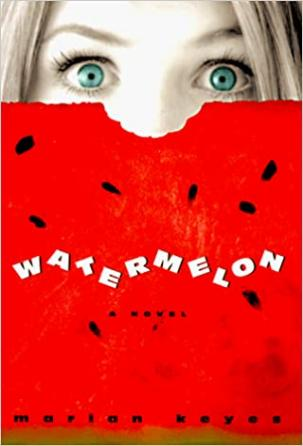 WATERMELON
A NOVEL
marian keyes